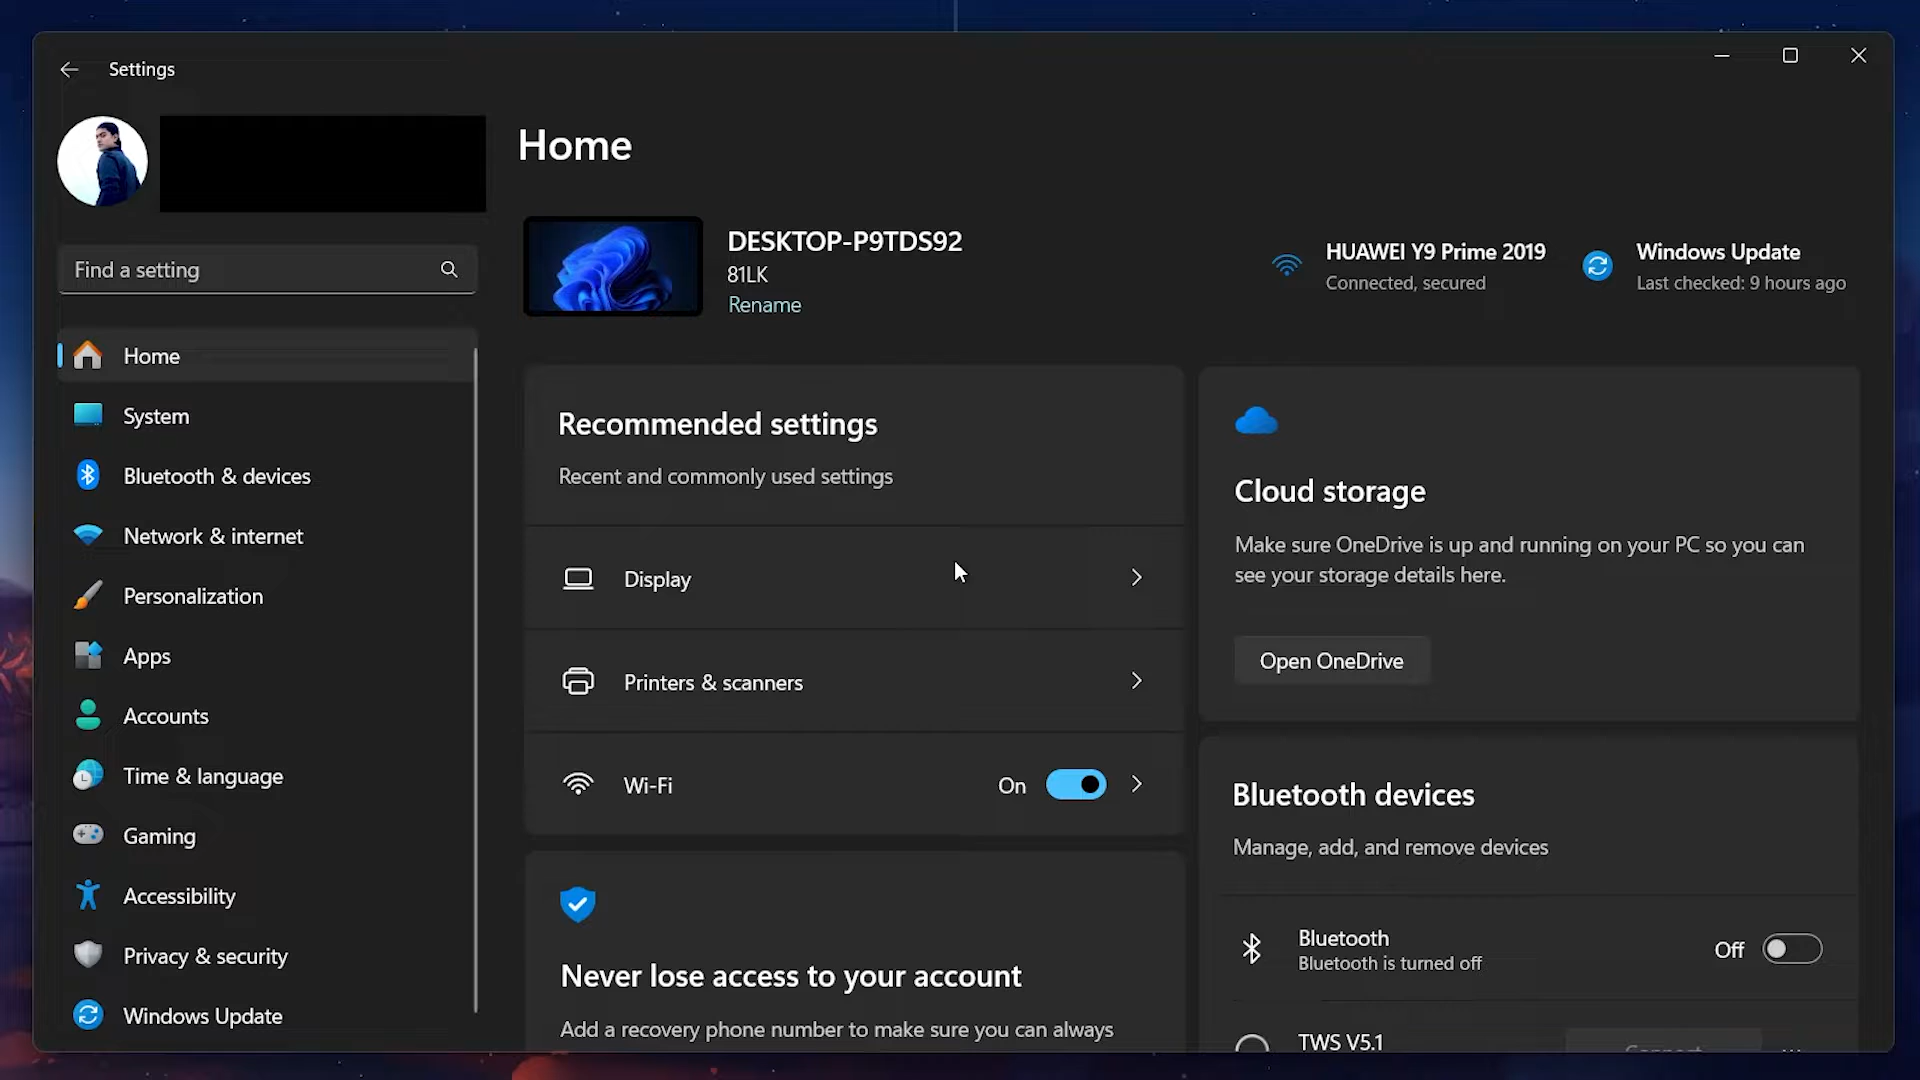 Settings
Home
DESKTOP-P9TDS92
81LK
Rename
HUAWEI Y9 Prime 2019
Connected, secured
Windows Update
Last checked: 9 hours ago
Find a setting
Home
System
Bluetooth & devices
Network & internet
Personalization
Apps
Accounts
Time & language
Gaming
Accessibility
Privacy & security
Windows Update
Recommended settings
Recent and commonly used settings
Display
Printers & scanners
Wi-Fi
On
Never lose access to your account
Add a recovery phone number to make sure you can always
Cloud storage
Make sure OneDrive is up and running on your PC so you can
see your storage details here.
Open OneDrive
Bluetooth devices
Manage, add, and remove devices
Bluetooth
Bluetooth is turned off
Off
TWS V5.1